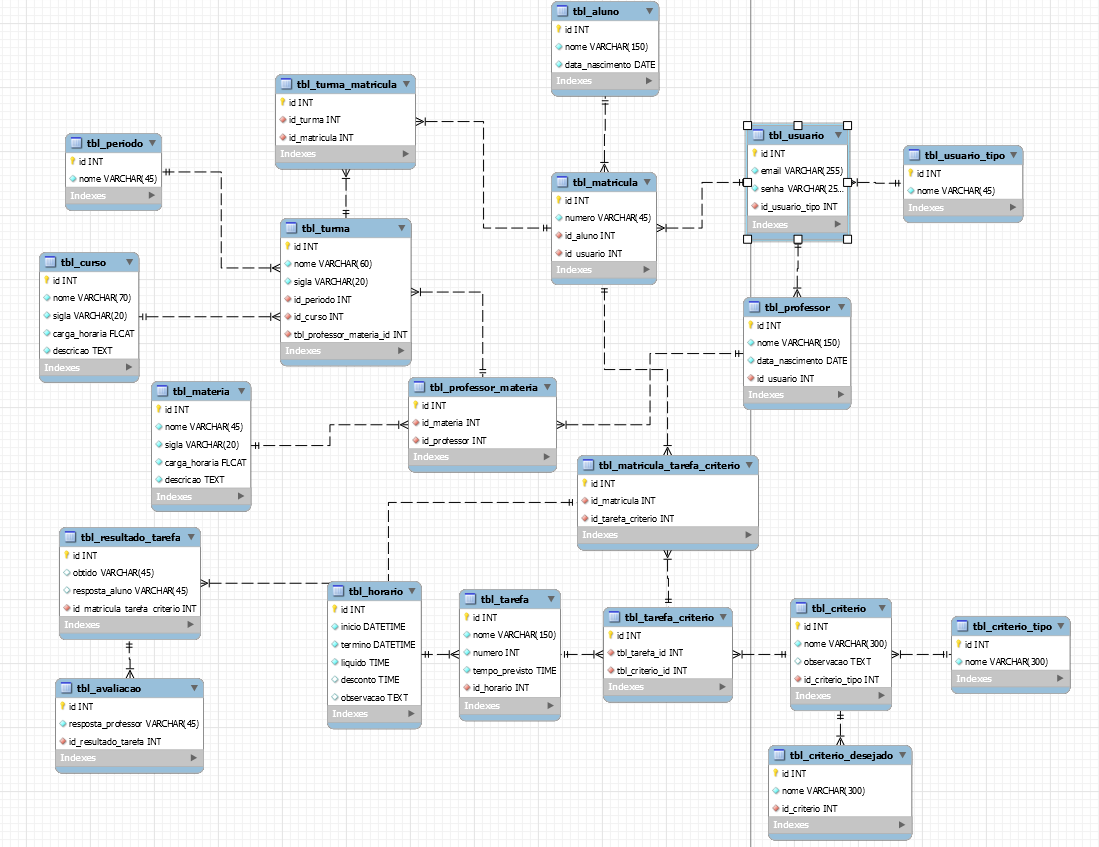 tbl_aluno
id INT
nome VARCHAR(150)
data_nascimento DATE
Indexes
tbl_turma_matricula
id INT
id_turma INT
id_matricula INT
Indexes
tbl_periodo
id INT
nome VARCHAR(45)
Indexes
tbl_matricula
id INT
numero VARCHAR(45)
id_aluno INT
id_usuario INT
Indexes
tbl_usuario
id INT
email VARCHAR(255)
senha VARCHAR(25...
id_usuario_tipo INT
Indexes
tbl_usuario_tipo
id INT
nome VARCHAR(45)
Indexes
tbl_turma
id INT
nome VARCHAR(60)
sigla VARCHAR(20)
id_periodo INT
id_curso INT
tbl_professor_materia_id INT
Indexes
tbl_curso
id INT
nome VARCHAR(70)
sigla VARCHAR(20)
carga_horaria FLOAT
descricao TEXT
Indexes
tbl_professor
id INT
nome VARCHAR(150)
data_nascimento DATE
id_usuario INT
Indexes
tbl_materia
id INT
nome VARCHAR(45)
sigla VARCHAR(20)
carga_horaria FLOAT
descricao TEXT
Indexes
tbl_professor_materia
id INT
id_materia INT
id_professor INT
Indexes
tbl_matricula_tarefa_criterio
id INT
id_matricula INT
id_tarefa_criterio INT
Indexes
tbl_resultado_tarefa
id INT
obtido VARCHAR(45)
resposta_aluno VARCHAR(45)
id_matricula_tarefa_criterio INT
Indexes
tbl_horario
id INT
inicio DATETIME
termino DATETIME
liquido TIME
desconto TIME
observacao TEXT
Indexes
tbl_tarefa
id INT
nome VARCHAR(150)
numero INT
tempo_previsto TIME
id_horario INT
Indexes
tbl_tarefa_criterio
id INT
tbl_tarefa_id INT
tbl_criterio_id INT
Indexes
tbl_criterio
id INT
nome VARCHAR(300)
observacao TEXT
id_criterio_tipo INT
Indexes
tbl_criterio_tipo
id INT
nome VARCHAR(300)
Indexes
tbl_avaliacao
id INT
resposta_professor VARCHAR(45)
id_resultado_tarefa INT
Indexes
tbl_criterio_desejado
id INT
nome VARCHAR(300)
id_criterio INT
Indexes